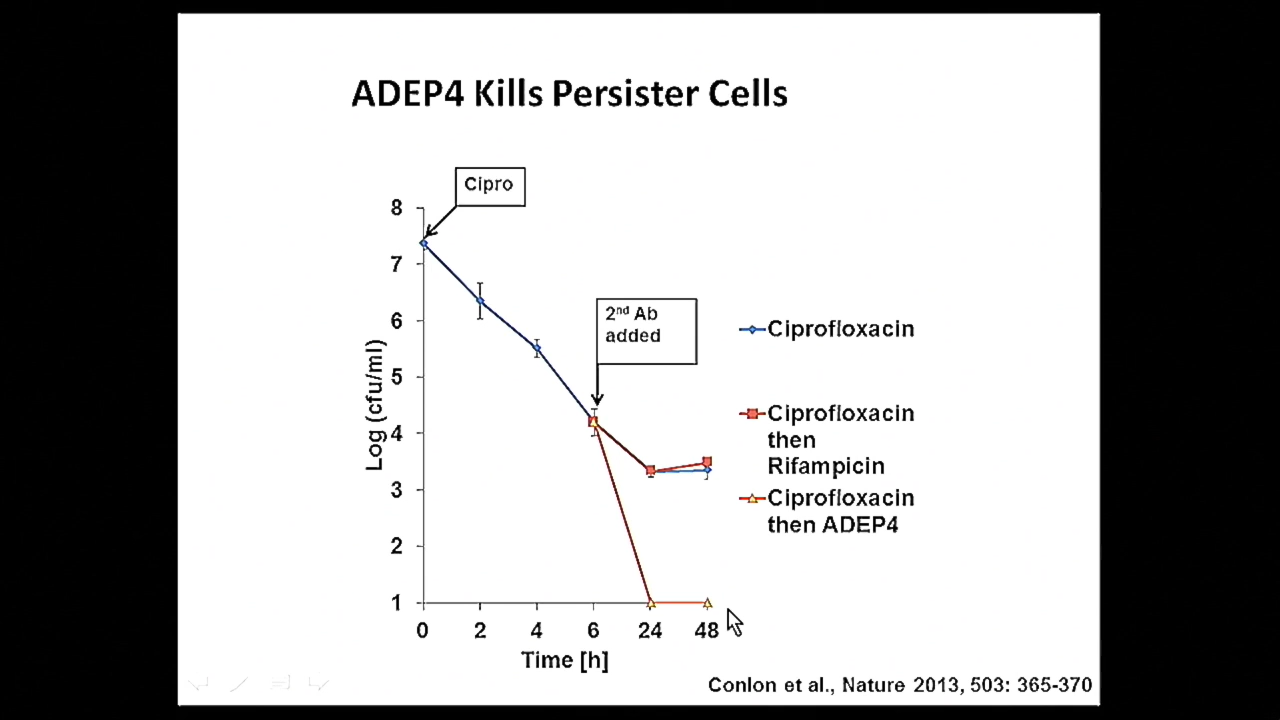 ADEP4 Kills Persister Cells
Cipro
8
7
6
5
4
3
2
1
Log (cfu/ml)
2nd Ab
added
0 2 4 6 24 48
Time [h]
Ciprofloxacin
Ciprofloxacin
then
Rifampicin
Ciprofloxacin
then ADEP4
Conlon et al., Nature 2013, 503: 365-370